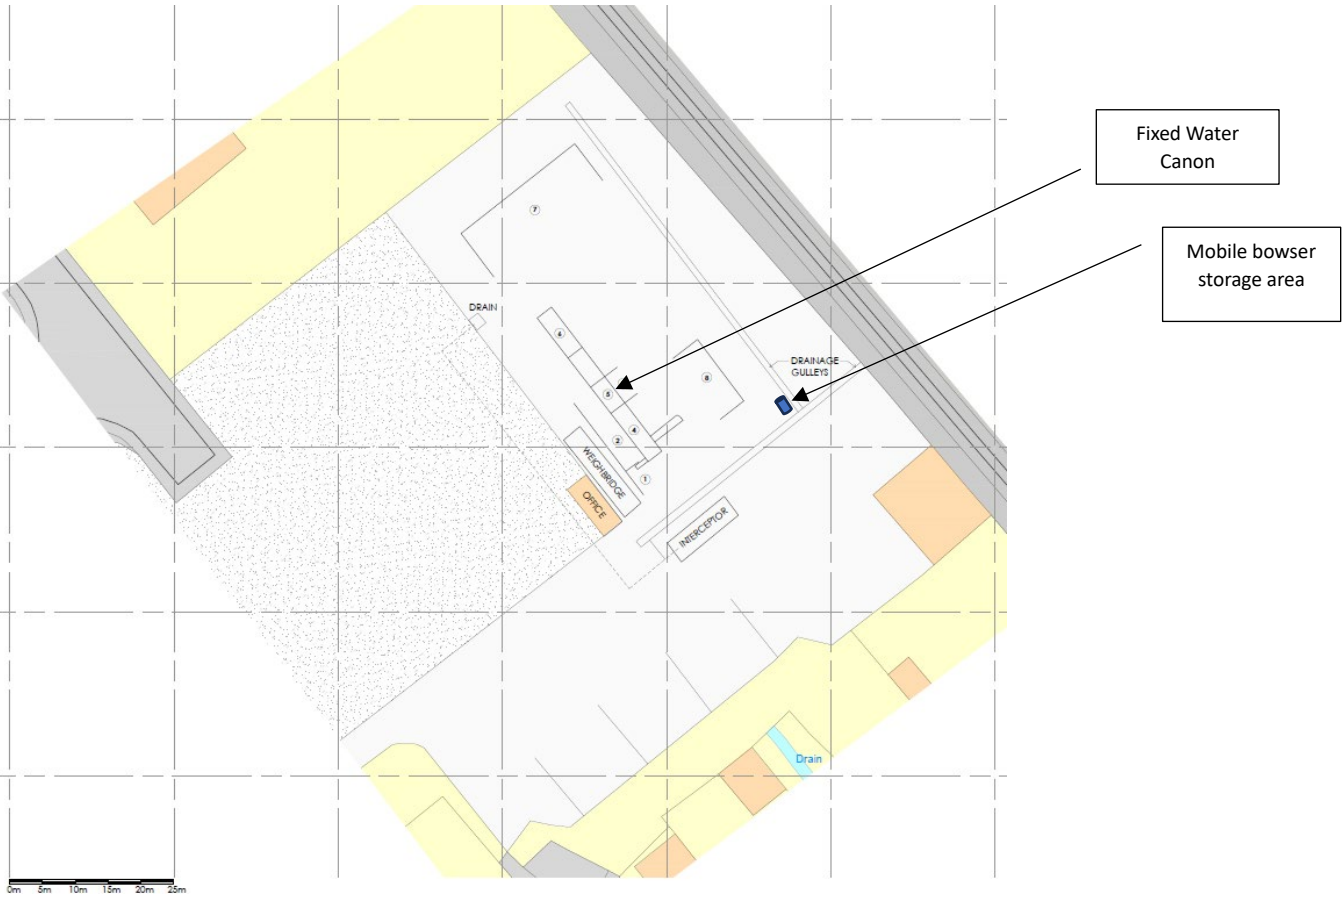 Fixed Water
Canon
Mobile bowser
storage area
7
DRAIN
6
DRAINAGE
GULLEYS
8
5
4
2
WEIGHBRIDGE
1
OFFICE
INTERCEPTOR
Drain
0m 5m 10m 15m 20m 25m